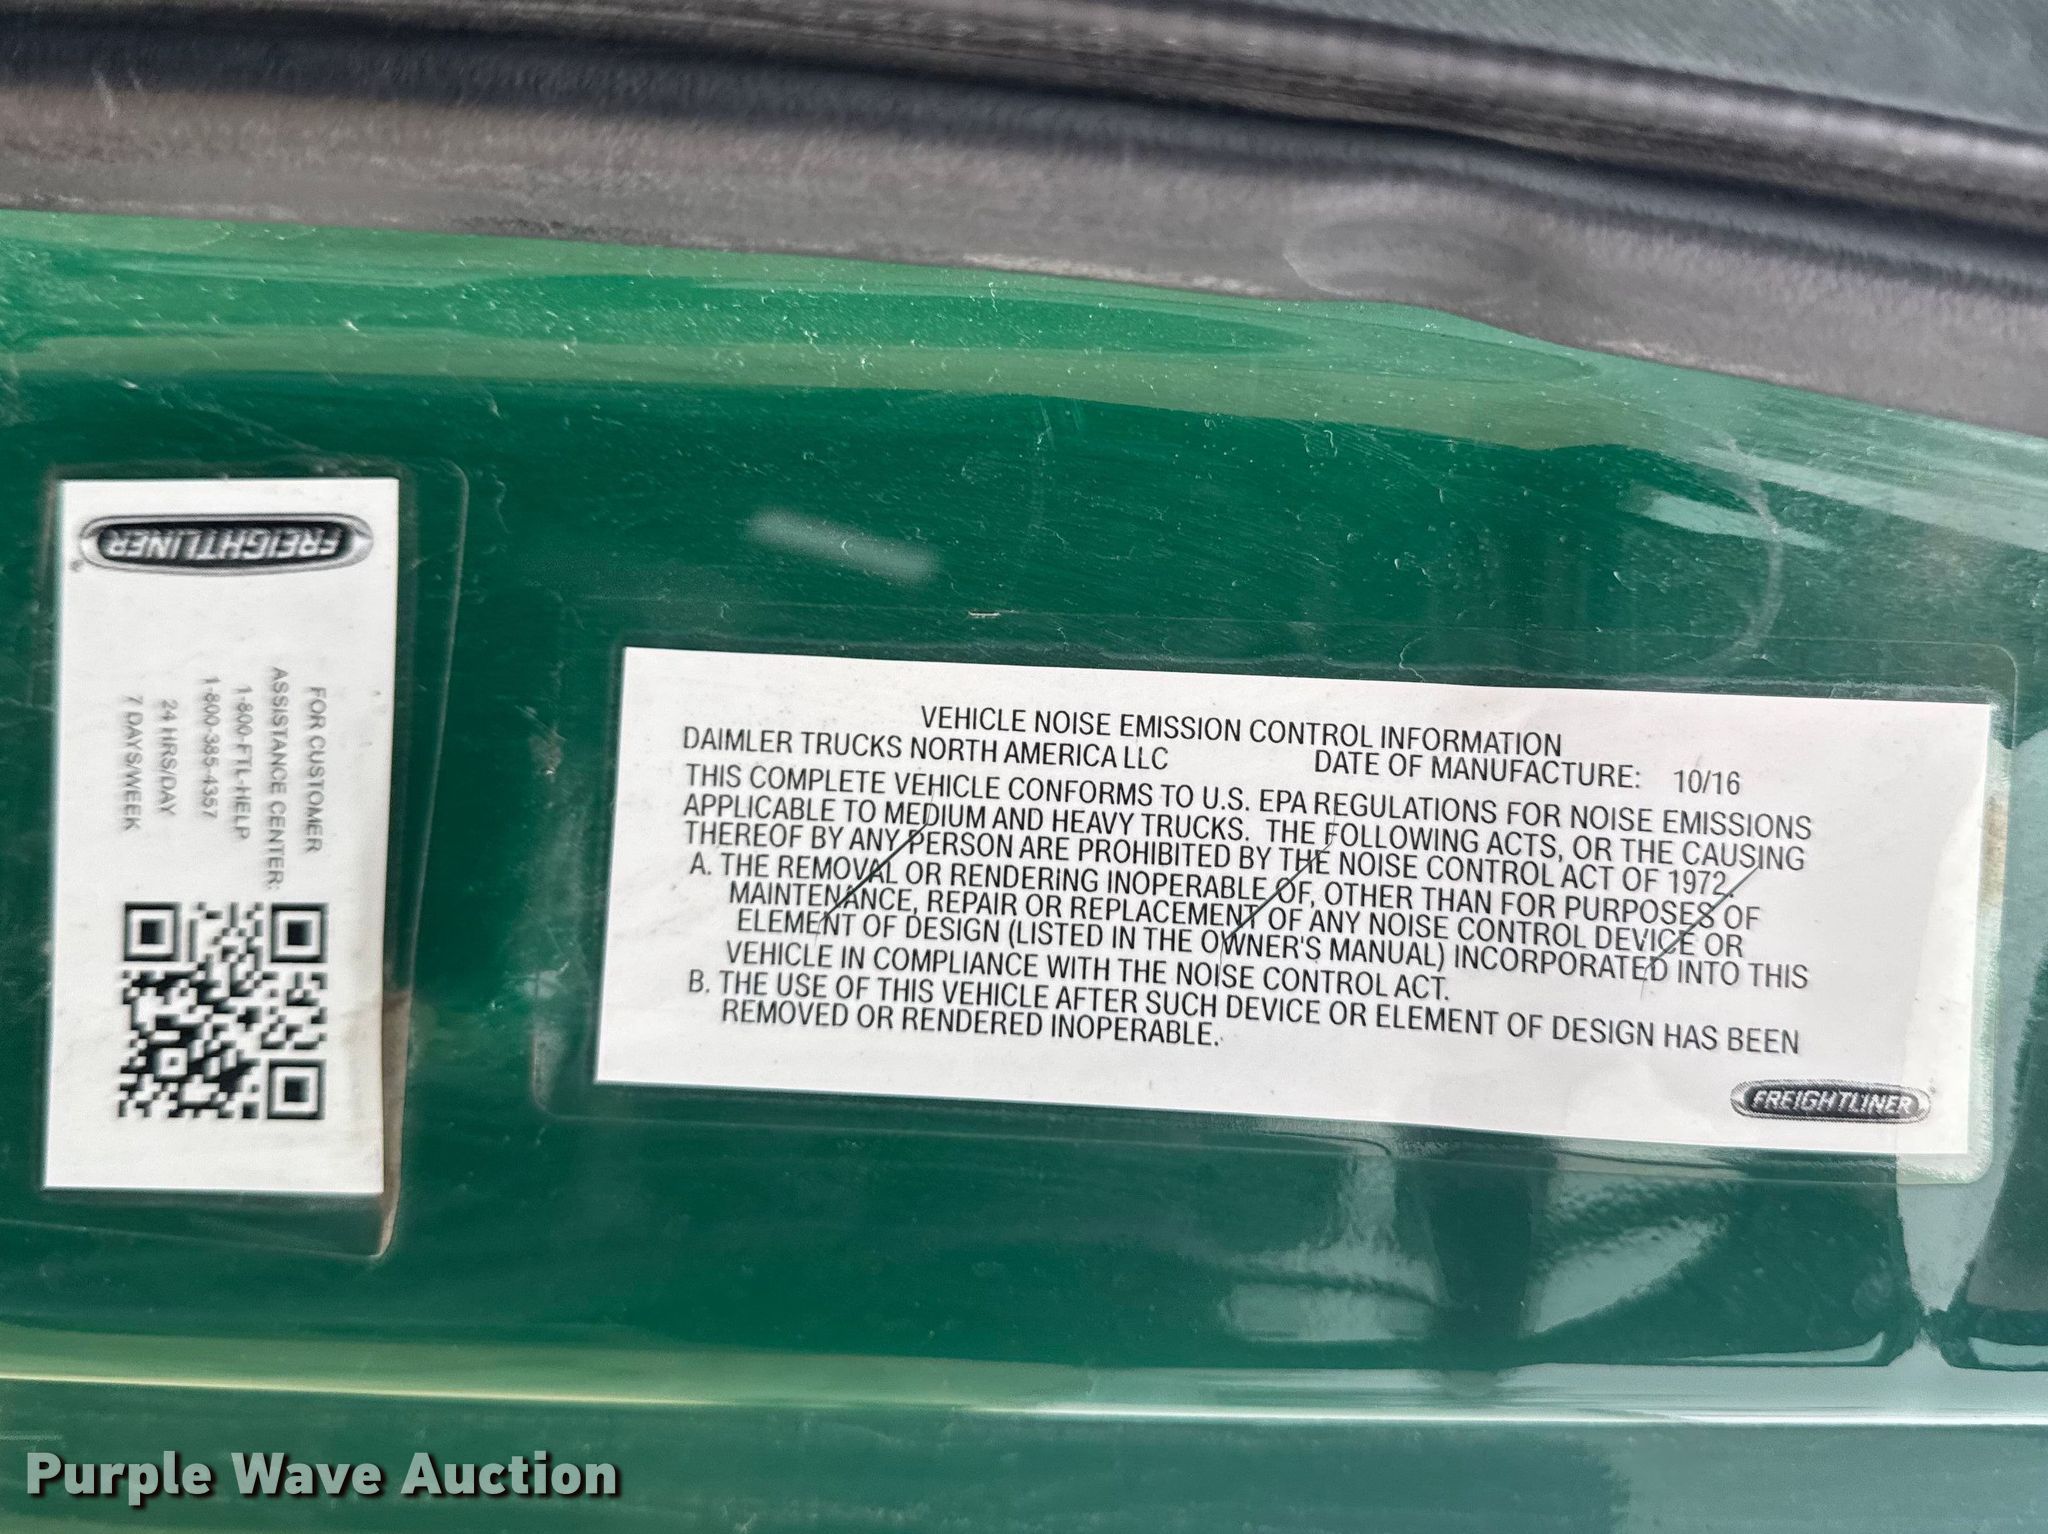 FREIGHTLINER
FOR CUSTOMER
ASSISTANCE CENTER:
1-800-FTL-HELP
1-800-385-4357
24 HRS/DAY
7 DAYS/WEEK
VEHICLE NOISE EMISSION CONTROL INFORMATION
DAIMLER TRUCKS NORTH AMERICA LLC DATE OF MANUFACTURE: 10/16
THIS COMPLETE VEHICLE CONFORMS TO U.S. EPA REGULATIONS FOR NOISE EMISSIONS
APPLICABLE TO MEDIUM AND HEAVY TRUCKS. THE FOLLOWING ACTS, OR THE CAUSING
THEREOF BY ANY PERSON ARE PROHIBITED BY THE NOISE CONTROL ACT OF 1972.
A. THE REMOVAL OR RENDERING INOPERABLE OF, OTHER THAN FOR PURPOSES OF
MAINTENANCE, REPAIR OR REPLACEMENT OF ANY NOISE CONTROL DEVICE OR
ELEMENT OF DESIGN (LISTED IN THE OWNER'S MANUAL) INCORPORATED INTO THIS
VEHICLE IN COMPLIANCE WITH THE NOISE CONTROL ACT.
B. THE USE OF THIS VEHICLE AFTER SUCH DEVICE OR ELEMENT OF DESIGN HAS BEEN
REMOVED OR RENDERED INOPERABLE.
FREIGHTLINER
Purple Wave Auction